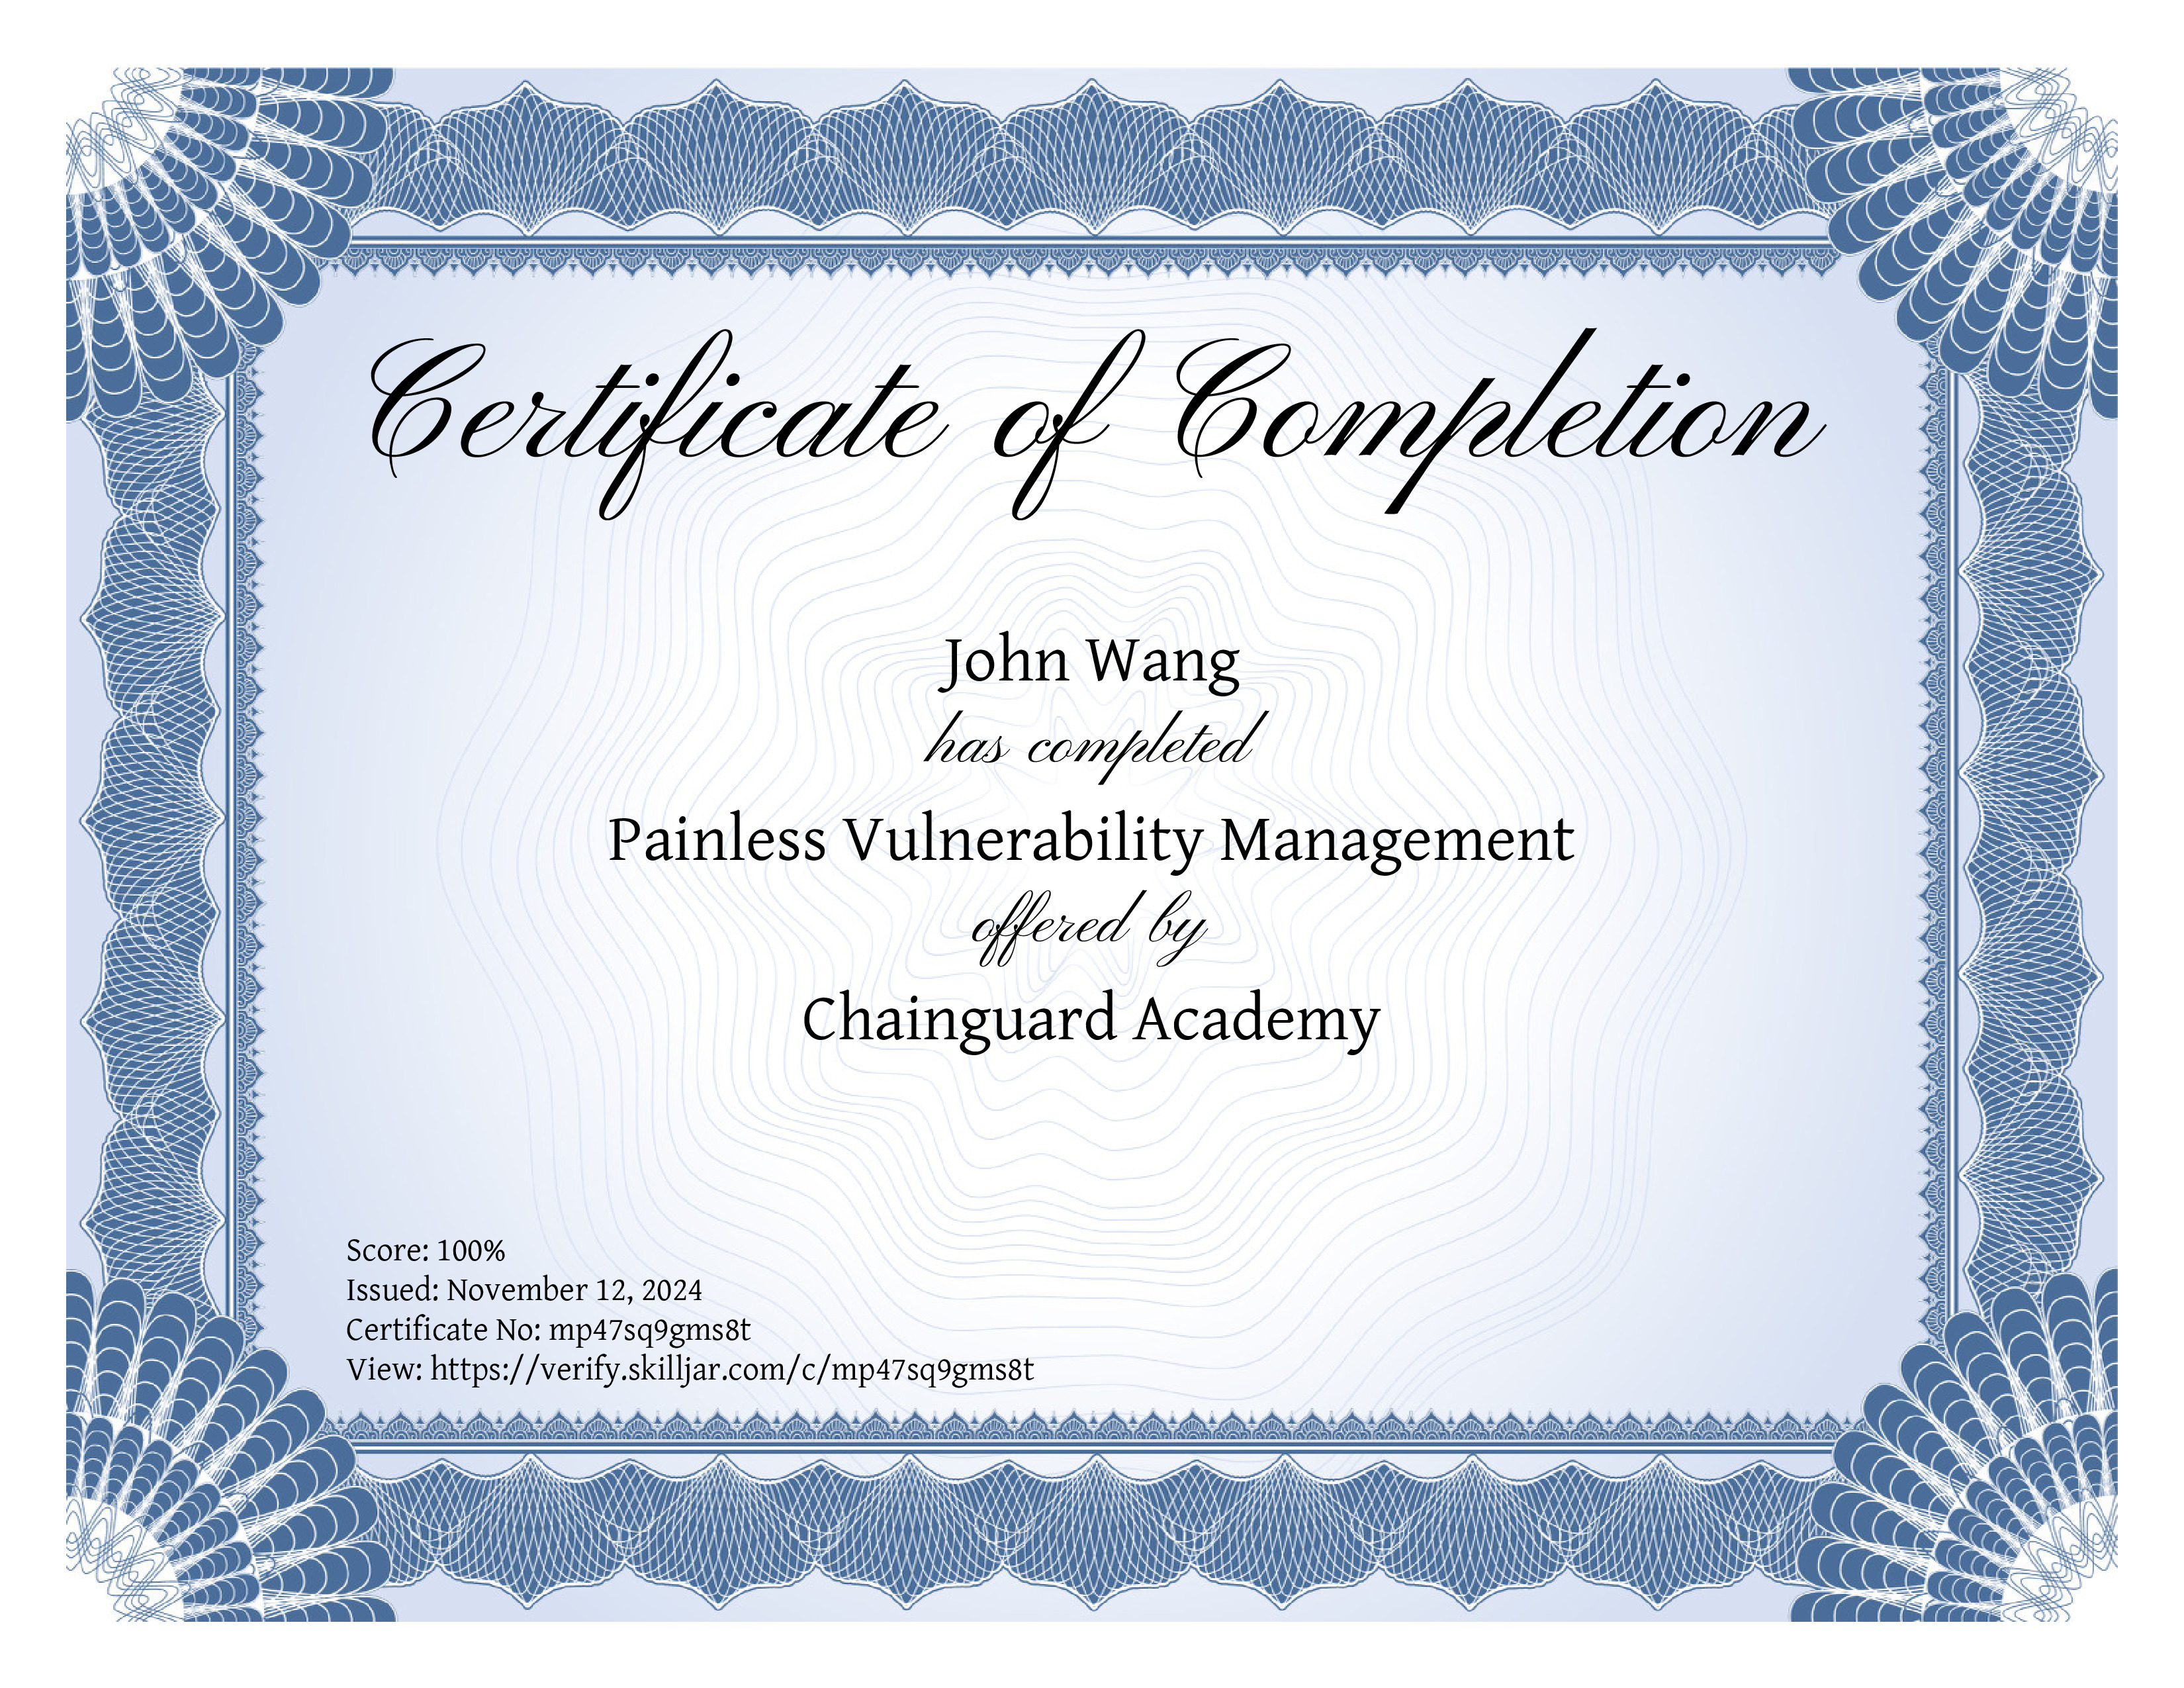 Certificate of Completion
John Wang
has completed
Painless Vulnerability Management
offered by
Chainguard Academy
Score: 100%
Issued: November 12, 2024
Certificate No: mp47sq9gms8t
View: https://verify.skilljar.com/c/mp47sq9gms8t